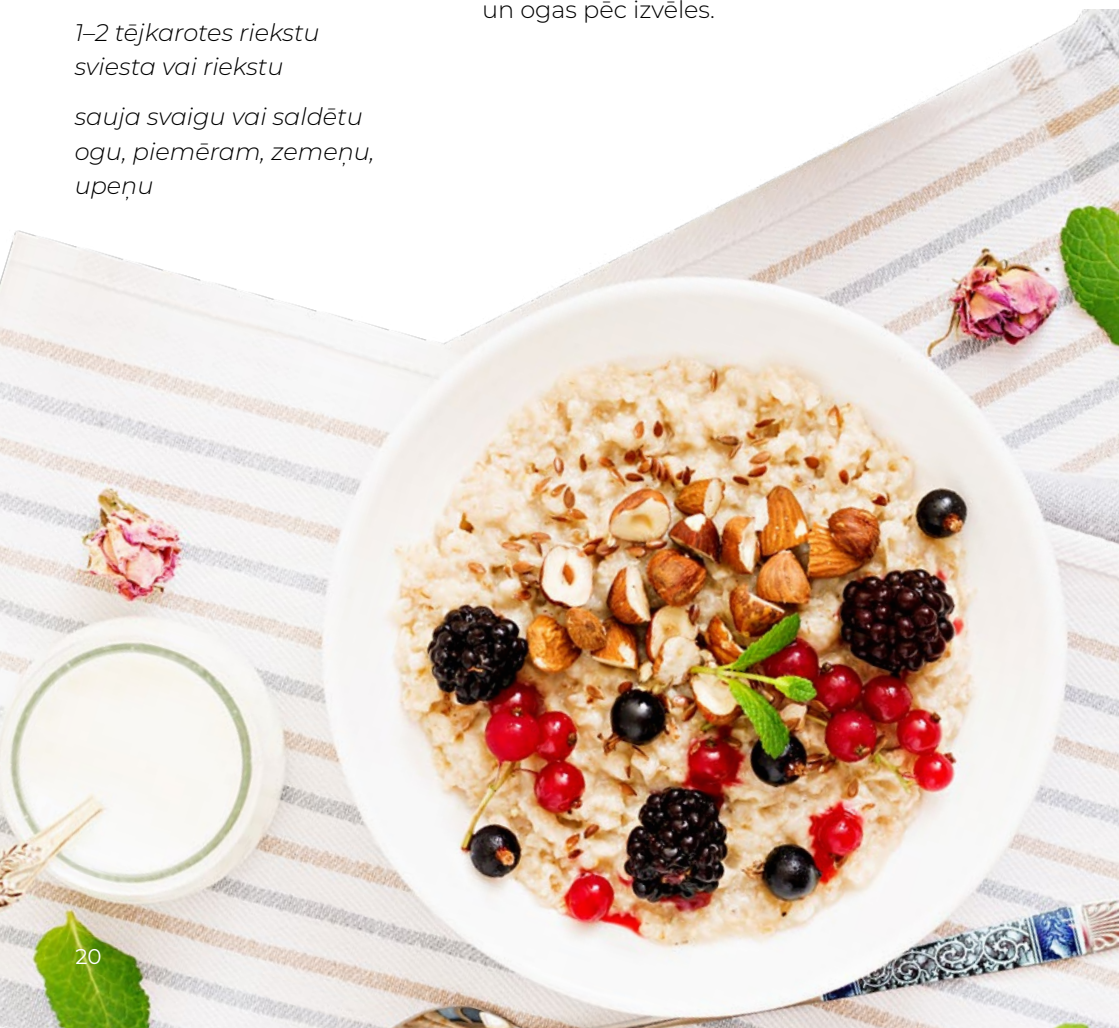 1–2 tējkarotes riekstu
sviesta vai riekstu
sauja svaigu vai saldētu
ogu, piemēram, zemeņu,
upeņu
un ogas pēc izvēles.
20